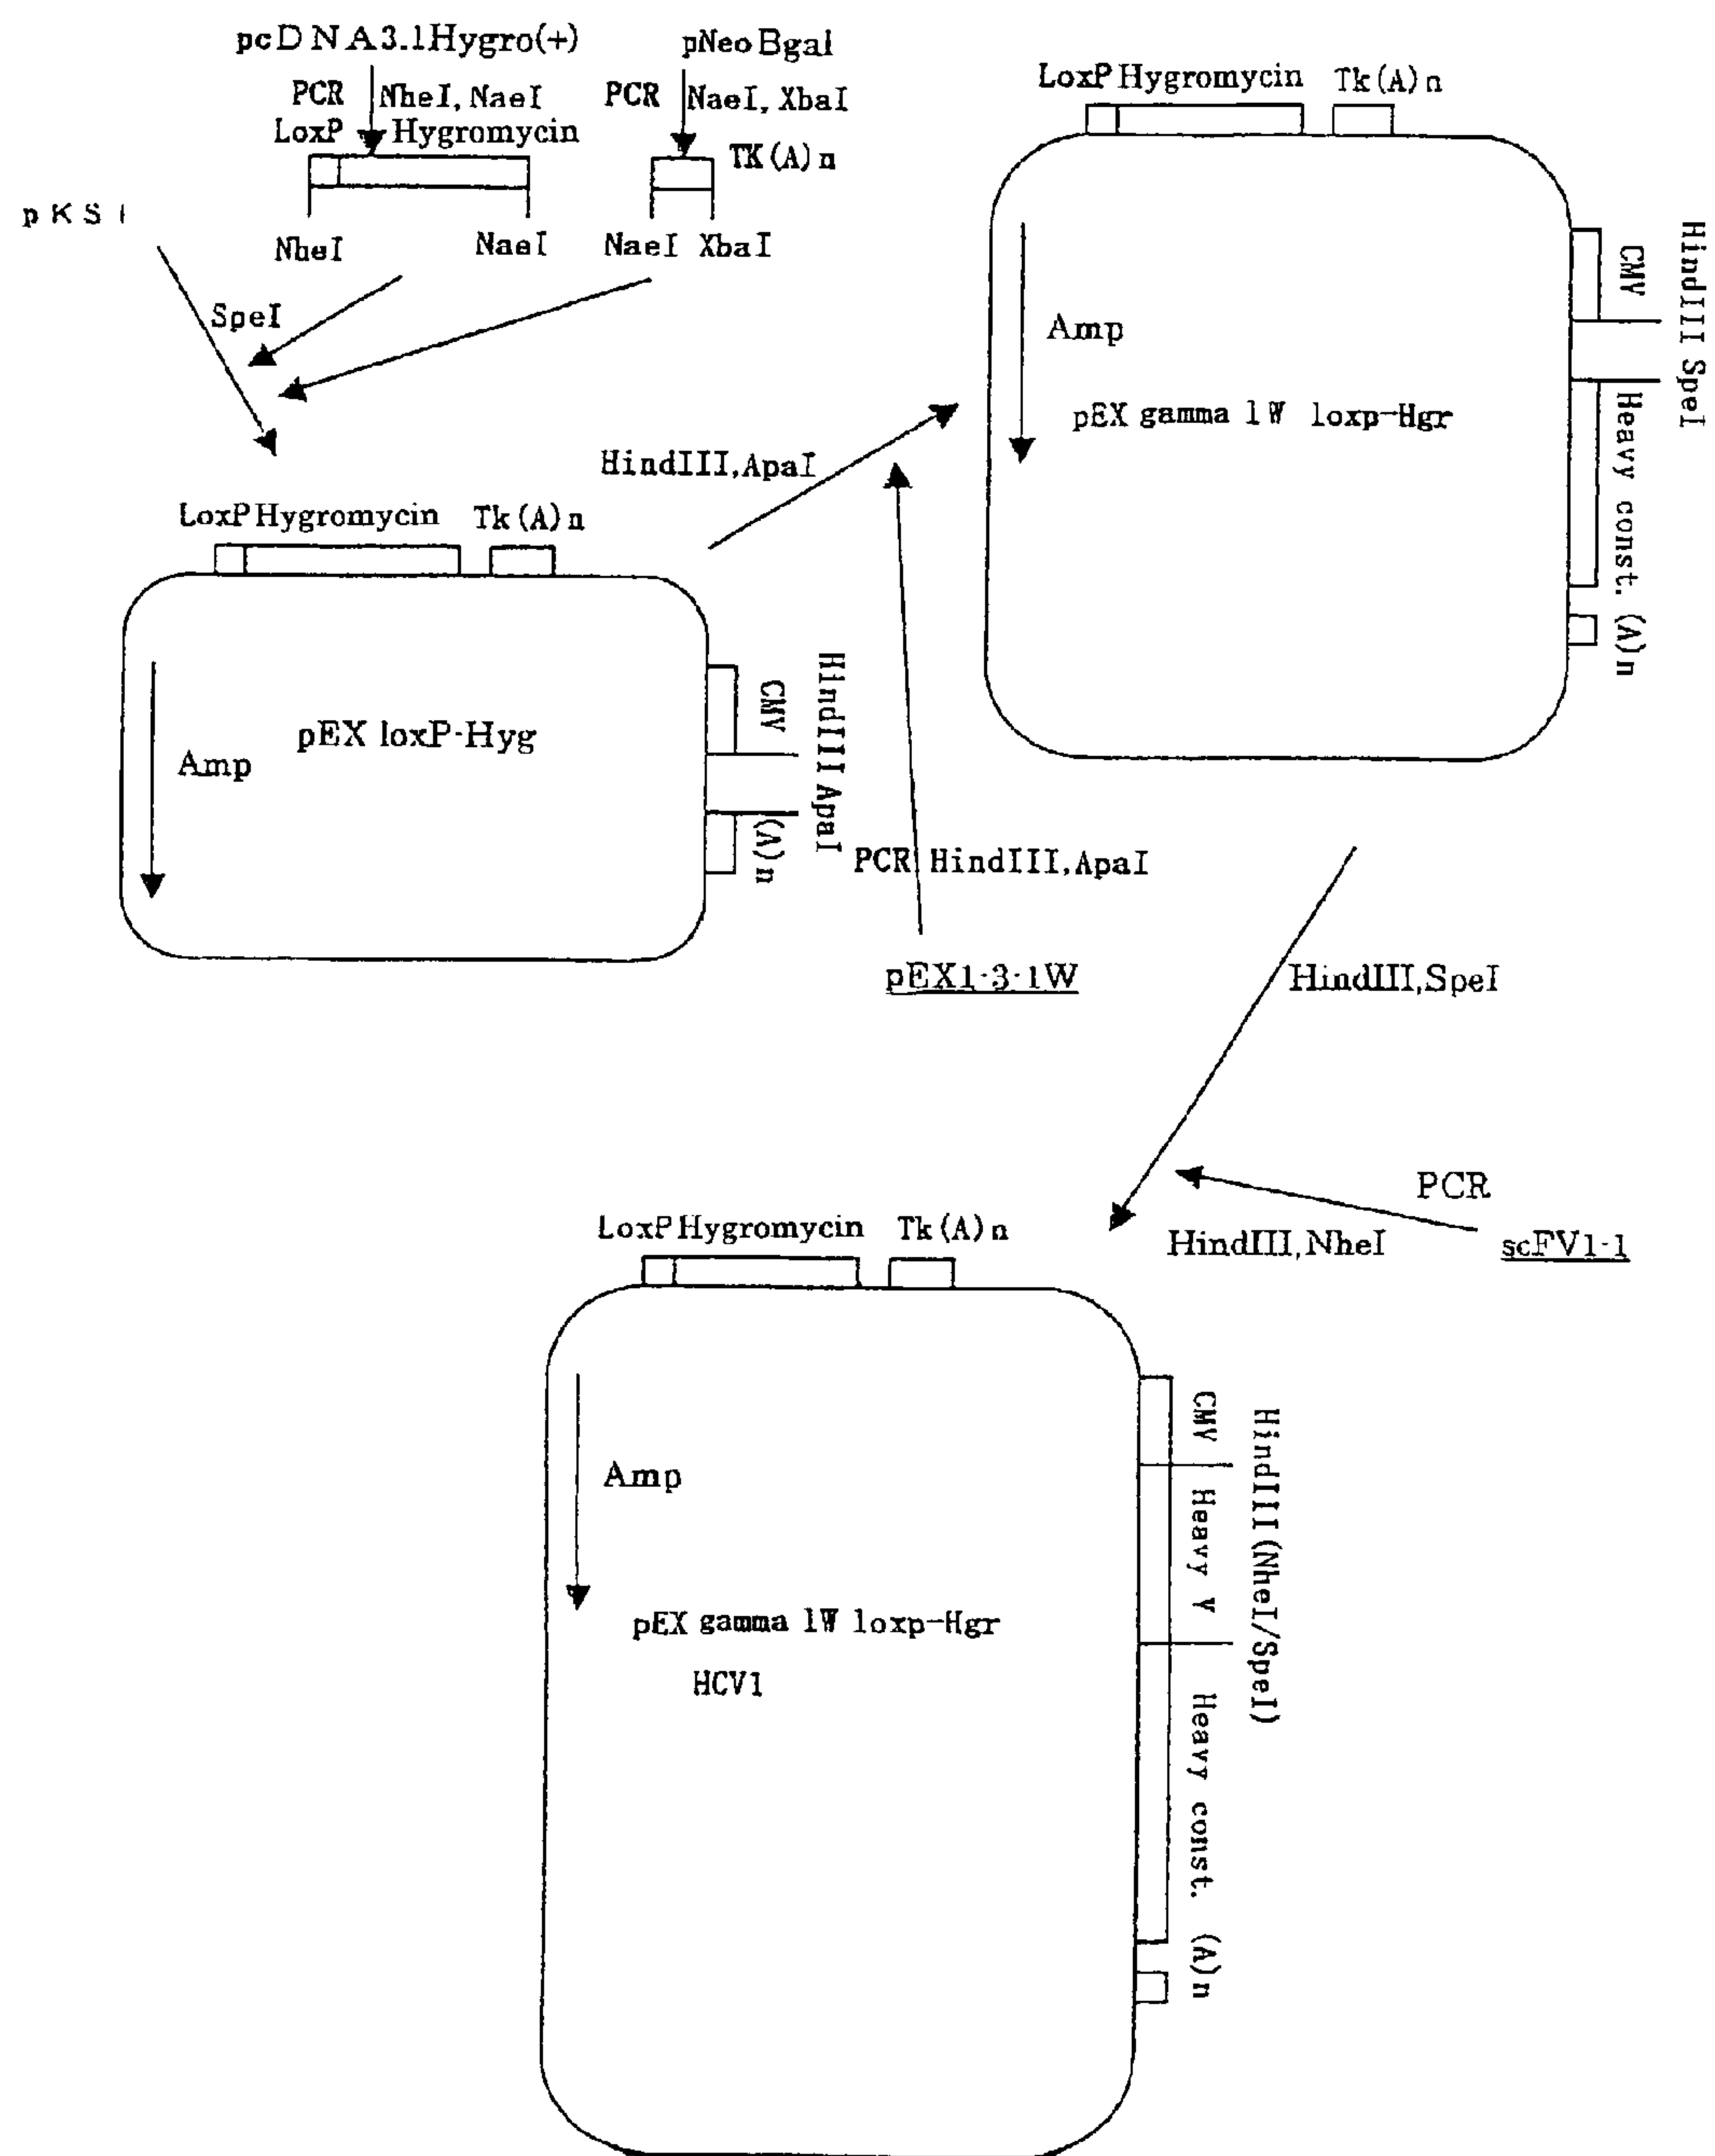 pcDNA3.1Hygro(+)
pNeoBgal
PCR NheI, NaeI
PCR NaeI, XbaI
LoxP Hygromycin
TK(A)n
NheI
NaeI
NaeI XbaI
SpeI
LoxP Hygromycin Tk(A)n
Amp
pEX loxP-Hyg
CMV
(A)n
HindIII ApaI
HindIII,ApaI
PCR HindIII,ApaI
pEX1-3-1W
LoxP Hygromycin Tk(A)n
Amp
pEX gamma 1W loxp-Hgr
CMV
Heavy const. (A)n
HindIII SpeI
HindIII,SpeI
PCR
HindIII,NheI
scFV1-1
LoxP Hygromycin Tk(A)n
Amp
pEX gamma 1W loxp-Hgr
HCV1
CMV
Heavy V
Heavy const. (A)n
HindIII(NheI/SpeI)